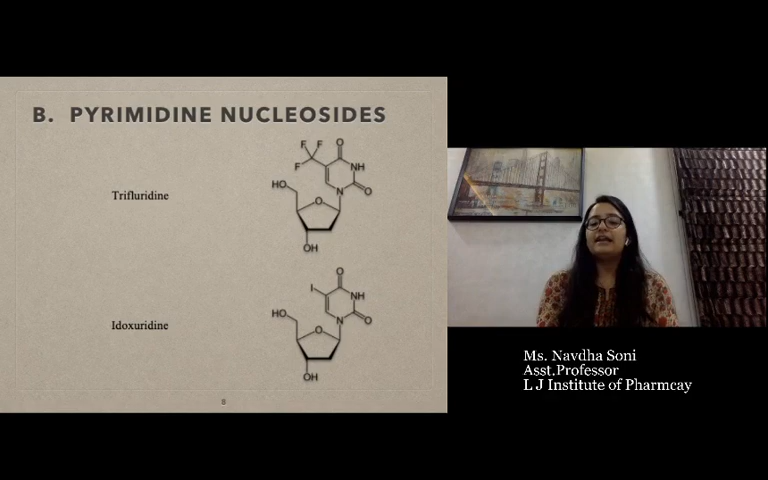 B. PYRIMIDINE NUCLEOSIDES
Trifluridine
F F O
F NH
HO N O
O
OH
Idoxuridine
O
I NH
HO N O
O
OH
8
Ms. Navdha Soni
Asst.Professor
L J Institute of Pharmcay